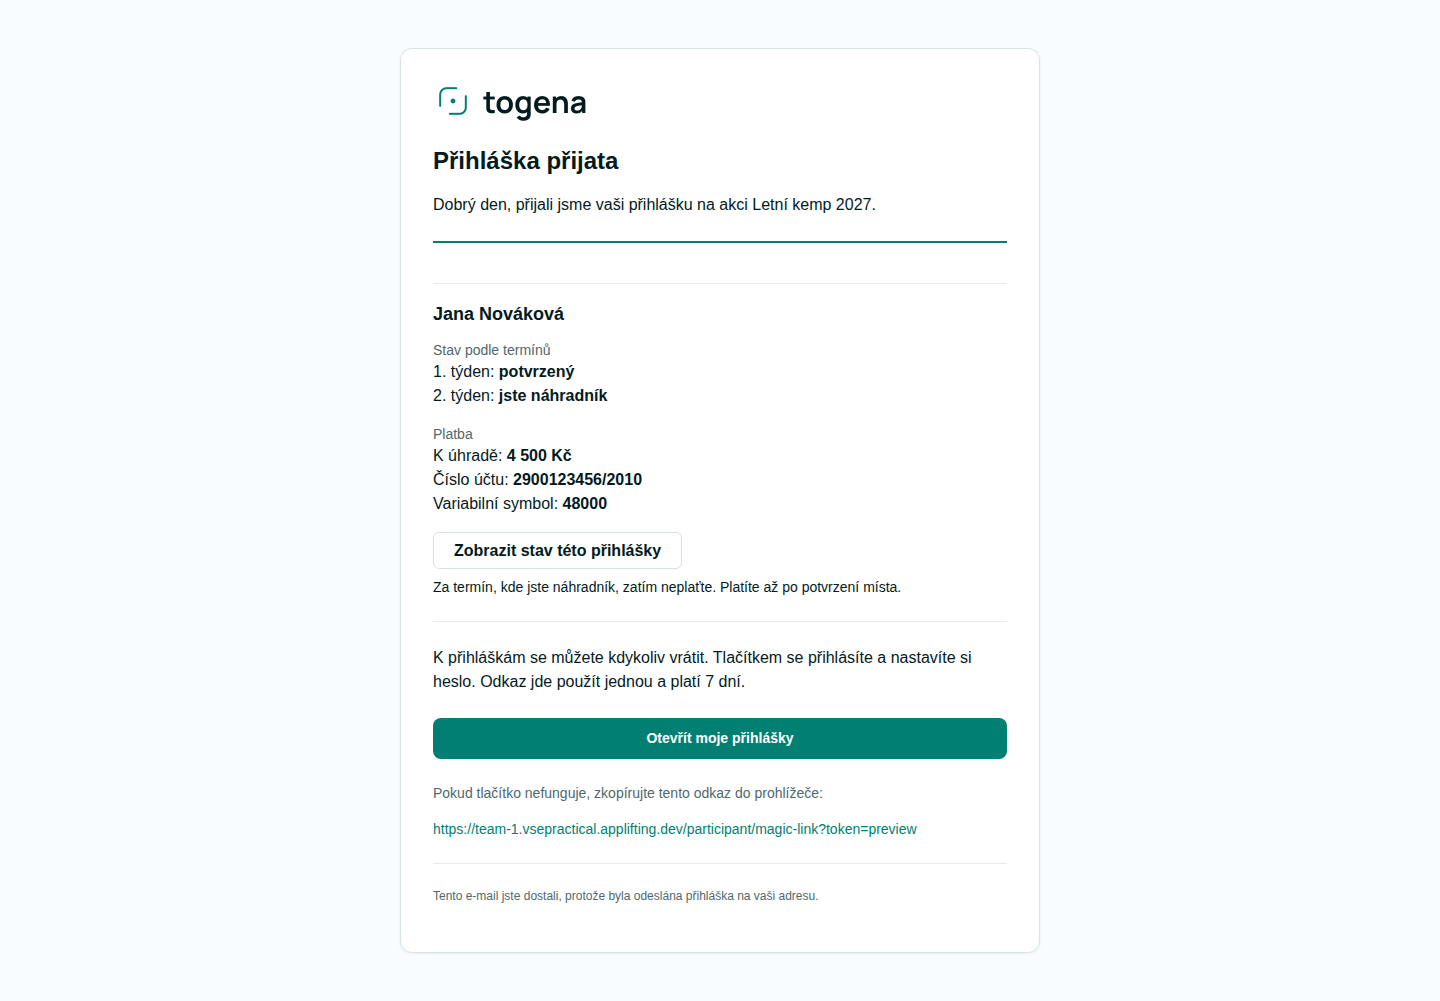 togena
Přihláška přijata
Dobrý den, přijali jsme vaši přihlášku na akci Letní kemp 2027.
Jana Nováková
Stav podle termínů
1. týden: potvrzený
2. týden: jste náhradník
Platba
K úhradě: 4 500 Kč
Číslo účtu: 2900123456/2010
Variabilní symbol: 48000
Zobrazit stav této přihlášky
Za termín, kde jste náhradník, zatím neplaťte. Platíte až po potvrzení místa.
K přihláškám se můžete kdykoliv vrátit. Tlačítkem se přihlásíte a nastavíte si
heslo. Odkaz jde použít jednou a platí 7 dní.
Otevřít moje přihlášky
Pokud tlačítko nefunguje, zkopírujte tento odkaz do prohlížeče:
https://team-1.vsepractical.applifting.dev/participant/magic-link?token=preview
Tento e-mail jste dostali, protože byla odeslána přihláška na vaši adresu.